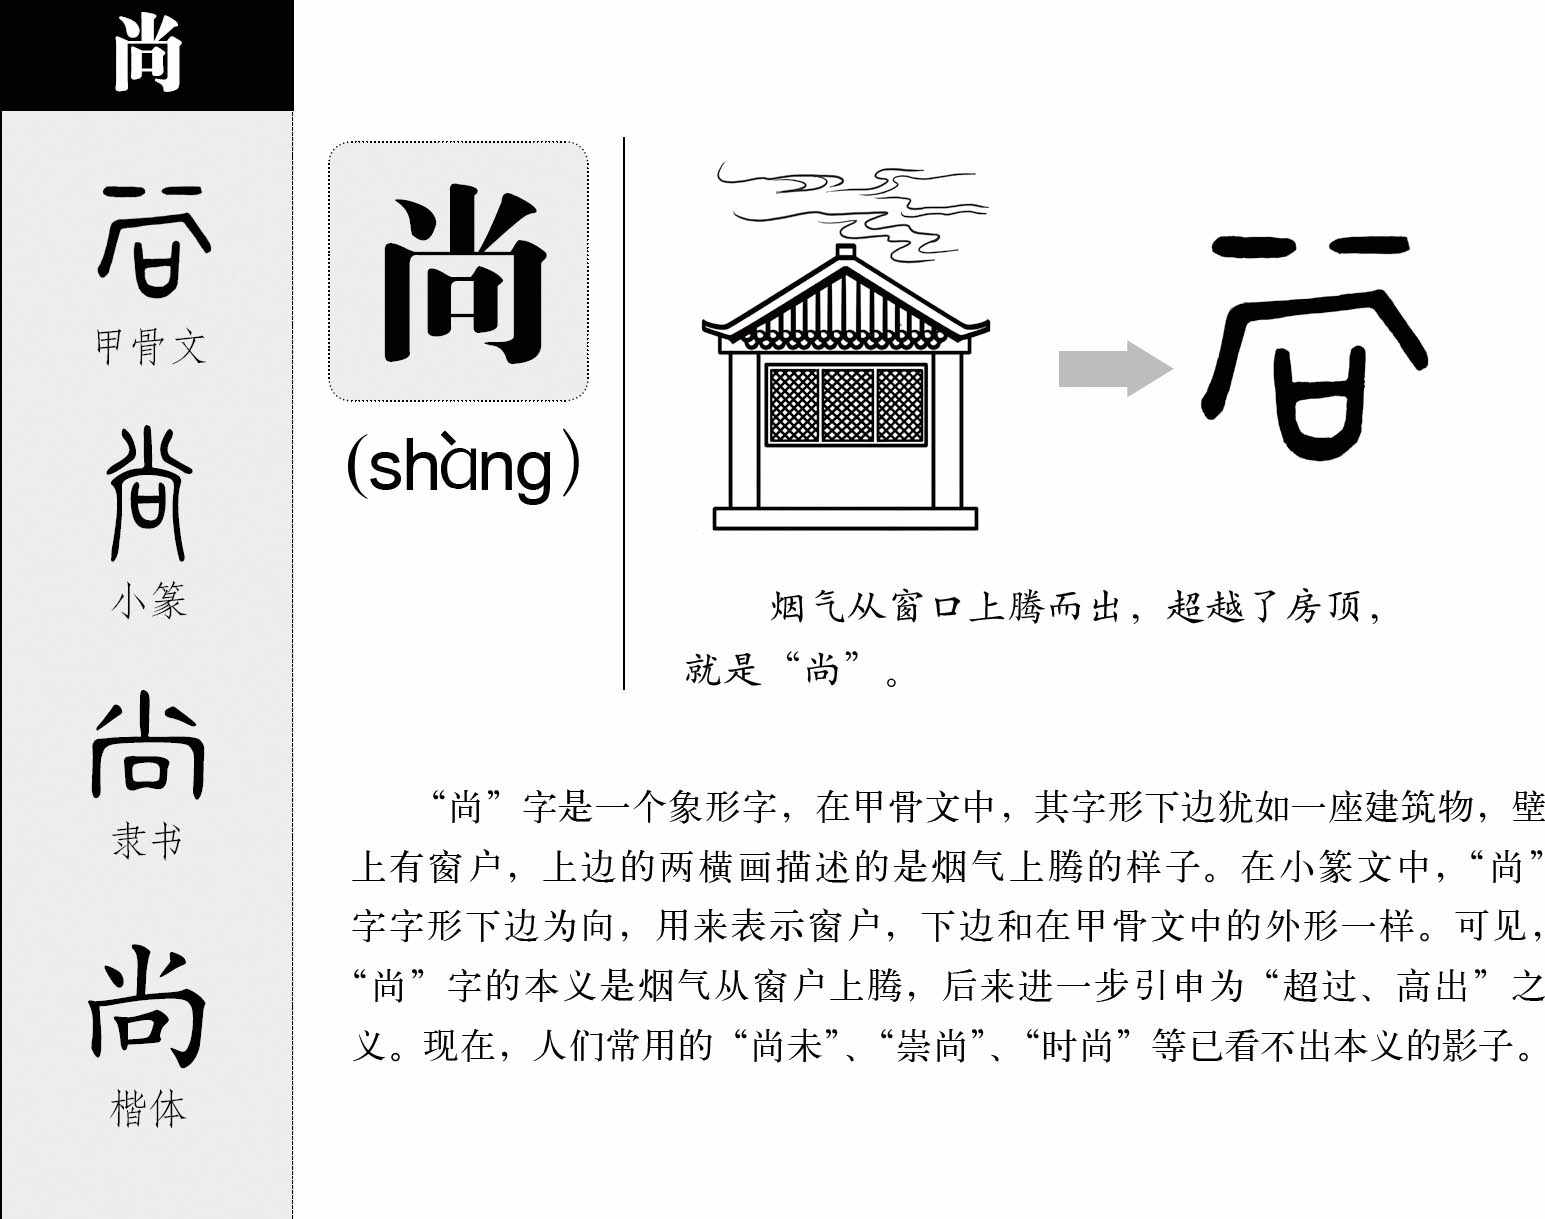 尚
甲骨文
小篆
隶书
楷体
尚
(shàng)
烟气从窗口上腾而出，超越了房顶，
就是“尚”。
“尚”字是一个象形字，在甲骨文中，其字形下边犹如一座建筑物，壁
上有窗户，上边的两横画描述的是烟气上腾的样子。在小篆文中，“尚”
字字形下边为向，用来表示窗户，下边和在甲骨文中的外形一样。可见，
“尚”字的本义是烟气从窗户上腾，后来进一步引申为“超过、高出”之
义。现在，人们常用的“尚未”、“崇尚”、“时尚”等已看不出本义的影子。